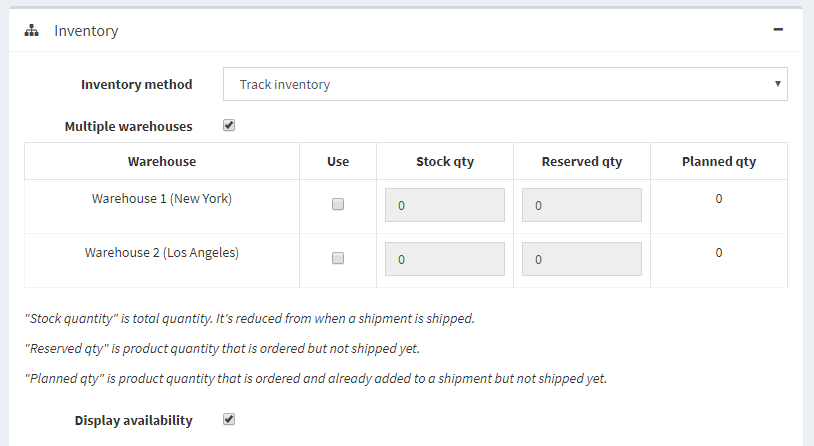 Inventory
Inventory method Track inventory
Multiple warehouses
Warehouse Use Stock qty Reserved qty Planned qty
Warehouse 1 (New York) 0 0 0
Warehouse 2 (Los Angeles) 0 0 0
"Stock quantity" is total quantity. It's reduced from when a shipment is shipped.
"Reserved qty" is product quantity that is ordered but not shipped yet.
"Planned qty" is product quantity that is ordered and already added to a shipment but not shipped yet.
Display availability